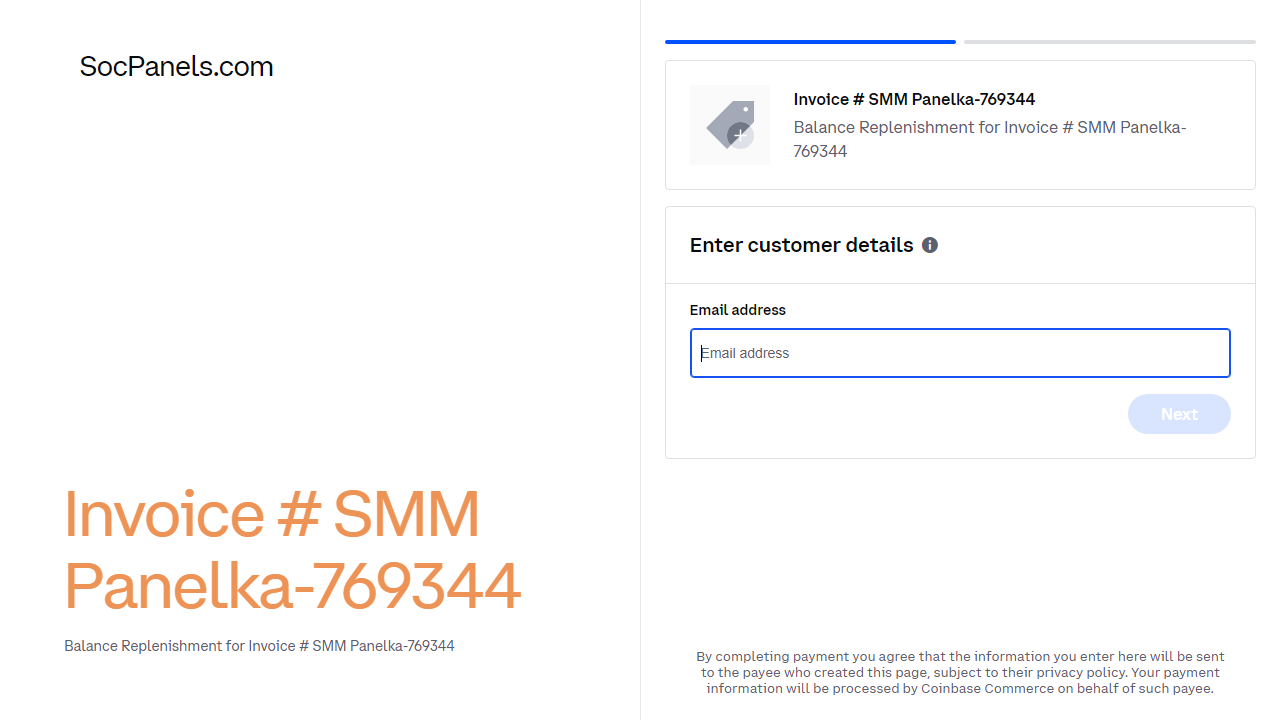 SocPanels.com
Invoice # SMM
Panelka-769344
Balance Replenishment for Invoice # SMM Panelka-769344
Invoice # SMM Panelka-769344
Balance Replenishment for Invoice # SMM Panelka-
769344
Enter customer details
Email address
Email address
Next
By completing payment you agree that the information you enter here will be sent
to the payee who created this page, subject to their privacy policy. Your payment
information will be processed by Coinbase Commerce on behalf of such payee.